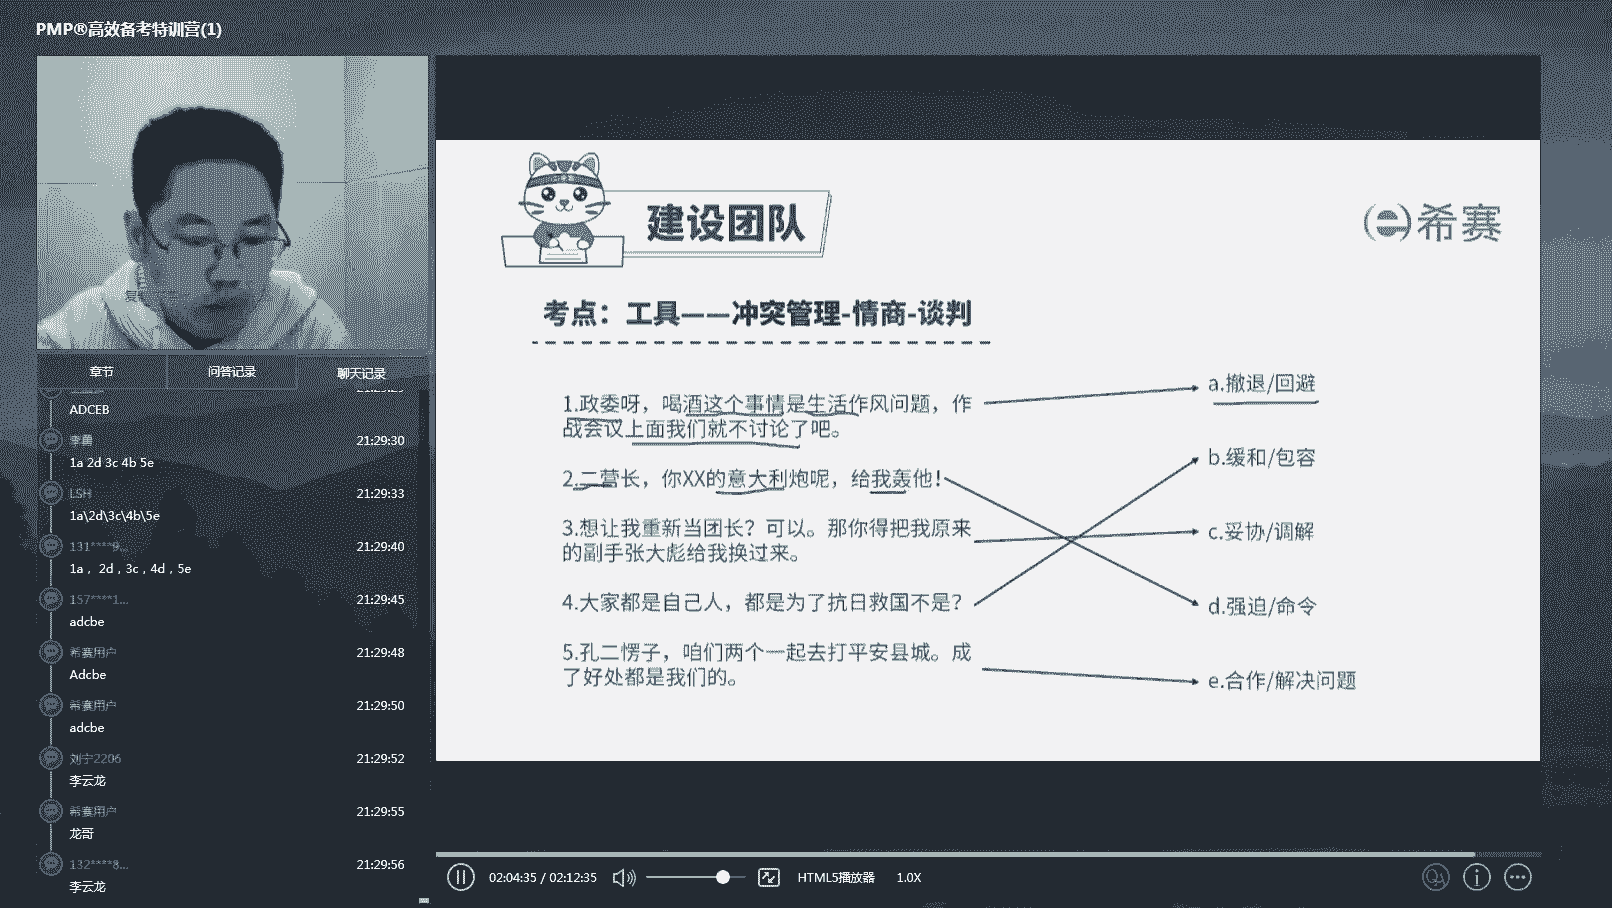 PMP®高效备考特训营(1)
章节
问答记录
聊天记录
ADCEB
李勇
21:29:30
1a 2d 3c 4b 5e
LSH
21:29:33
1a\2d\3c\4b\5e
131****9...
21:29:40
1a， 2d，3c，4d，5e
157****1...
21:29:45
adcbe
希赛用户
21:29:48
Adcbe
希赛用户
21:29:50
adcbe
刘宁2206
21:29:52
李云龙
希赛用户
21:29:55
龙哥
132****8...
21:29:56
李云龙
建设团队
希赛
考点：工具——冲突管理-情商-谈判
1.政委呀，喝酒这个事情是生活作风问题，作
战会议上面我们就不讨论了吧。
2.二营长，你XX的意大利炮呢，给我轰他！
3.想让我重新当团长？可以。那你得把我原来
的副手张大彪给我换过来。
4.大家都是自己人，都是为了抗日救国不是？
5.孔二愣子，咱们两个一起去打平安县城。成
了好处都是我们的。
a.撤退/回避
b.缓和/包容
c.妥协/调解
d.强迫/命令
e.合作/解决问题
02:04:35 / 02:12:35
HTML5播放器
1.0X